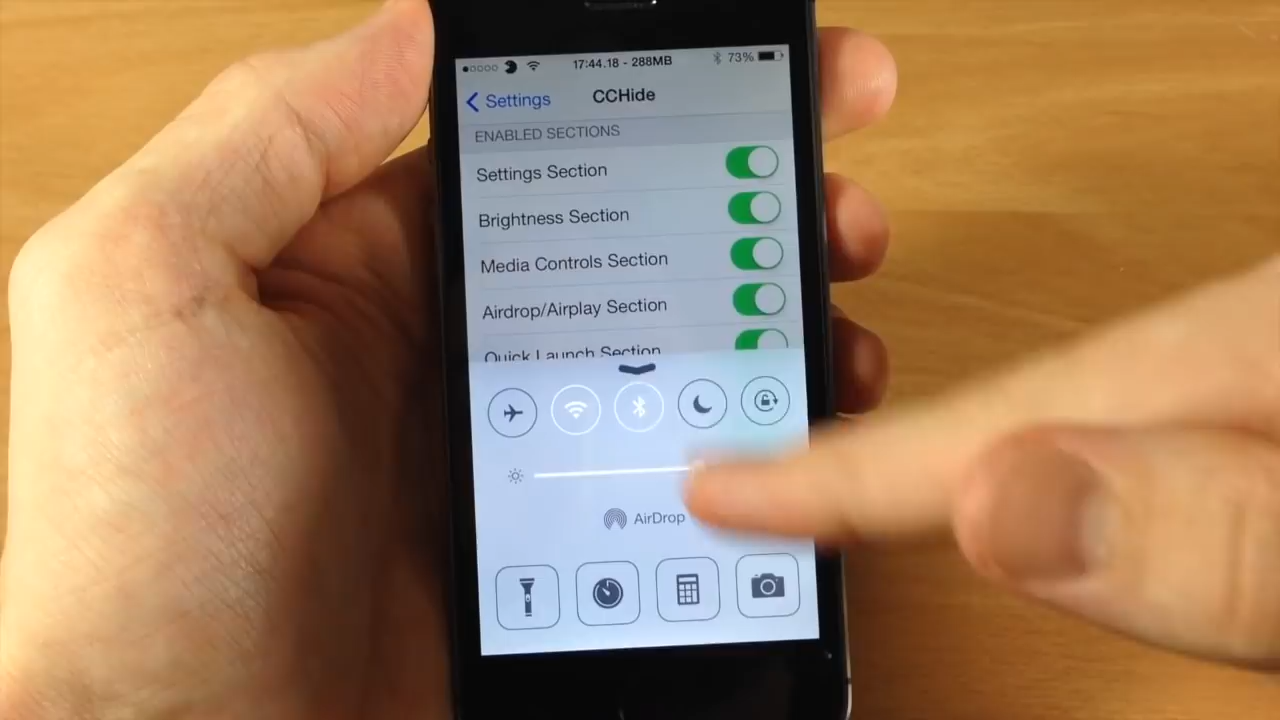 17:44.18 - 288MB
73%
Settings
CCHide
ENABLED SECTIONS
Settings Section
Brightness Section
Media Controls Section
Airdrop/Airplay Section
Quick Launch Section
AirDrop